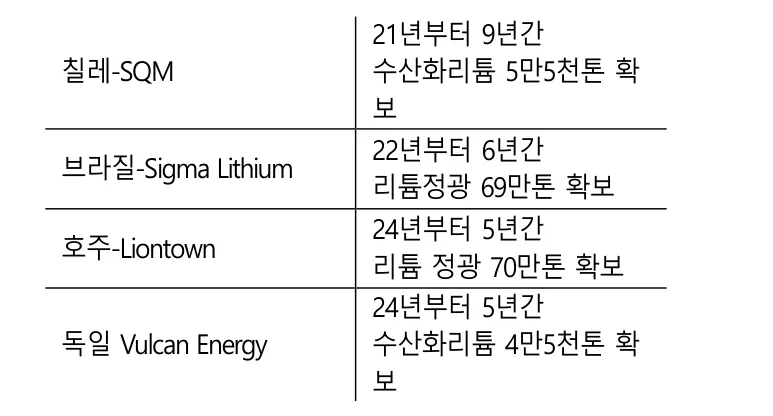 칠레-SQM
21년부터 9년간
수산화리튬 5만5천톤 확
보
브라질-Sigma Lithium
22년부터 6년간
리튬정광 69만톤 확보
호주-Liontown
24년부터 5년간
리튬 정광 70만톤 확보
독일 Vulcan Energy
24년부터 5년간
수산화리튬 4만5천톤 확
보